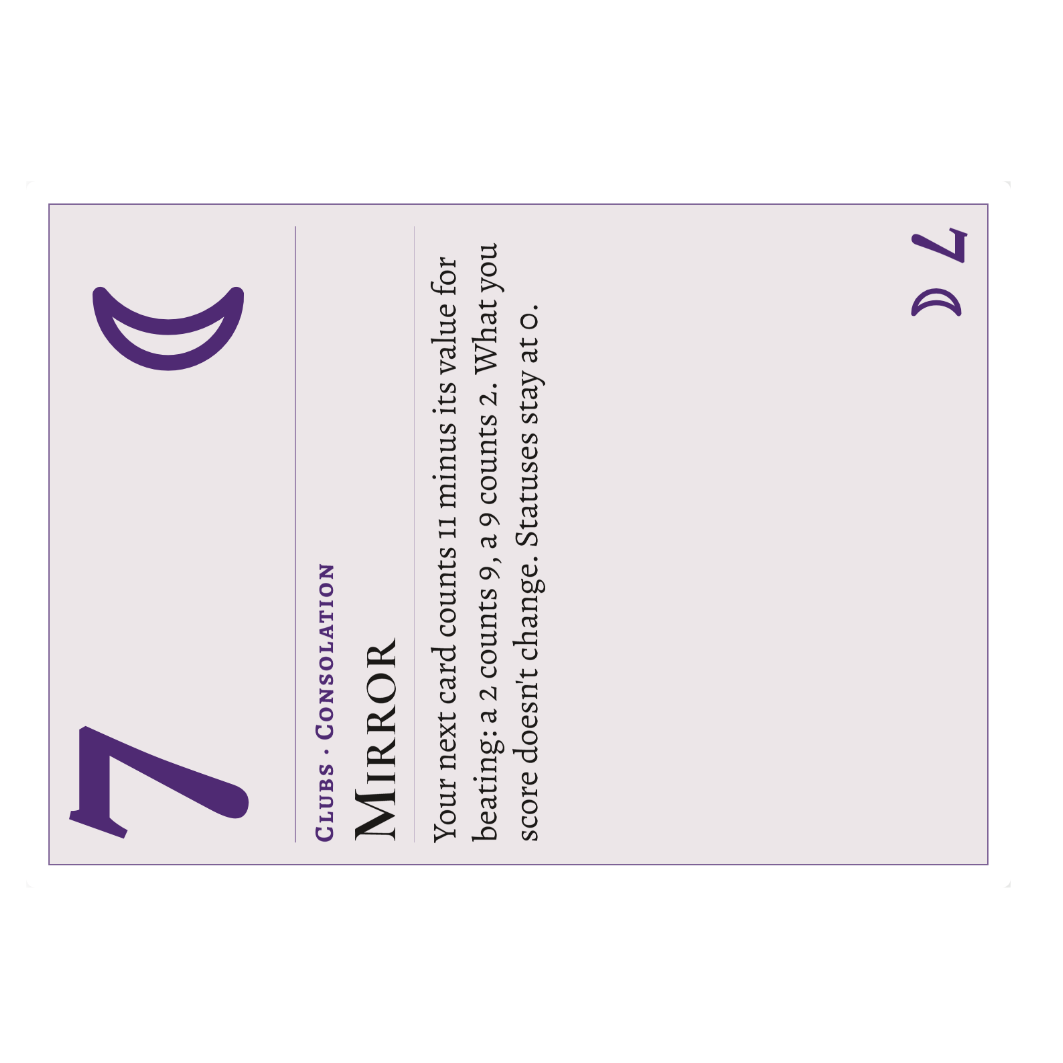 7
Clubs · Consolation
Mirror
Your next card counts 11 minus its value for
beating: a 2 counts 9, a 9 counts 2. What you
score doesn't change. Statuses stay at 0.
7